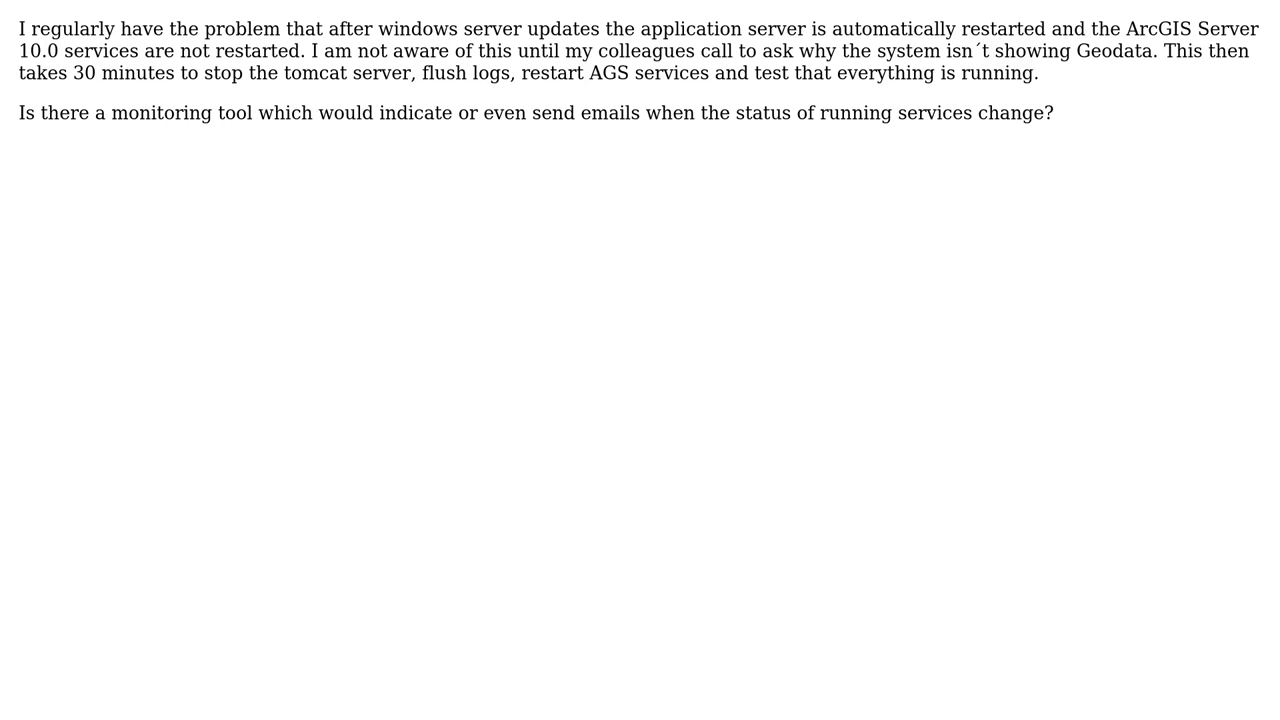 I regularly have the problem that after windows server updates the application server is automatically restarted and the ArcGIS Server
10.0 services are not restarted. I am not aware of this until my colleagues call to ask why the system isn´t showing Geodata. This then
takes 30 minutes to stop the tomcat server, flush logs, restart AGS services and test that everything is running.
Is there a monitoring tool which would indicate or even send emails when the status of running services change?